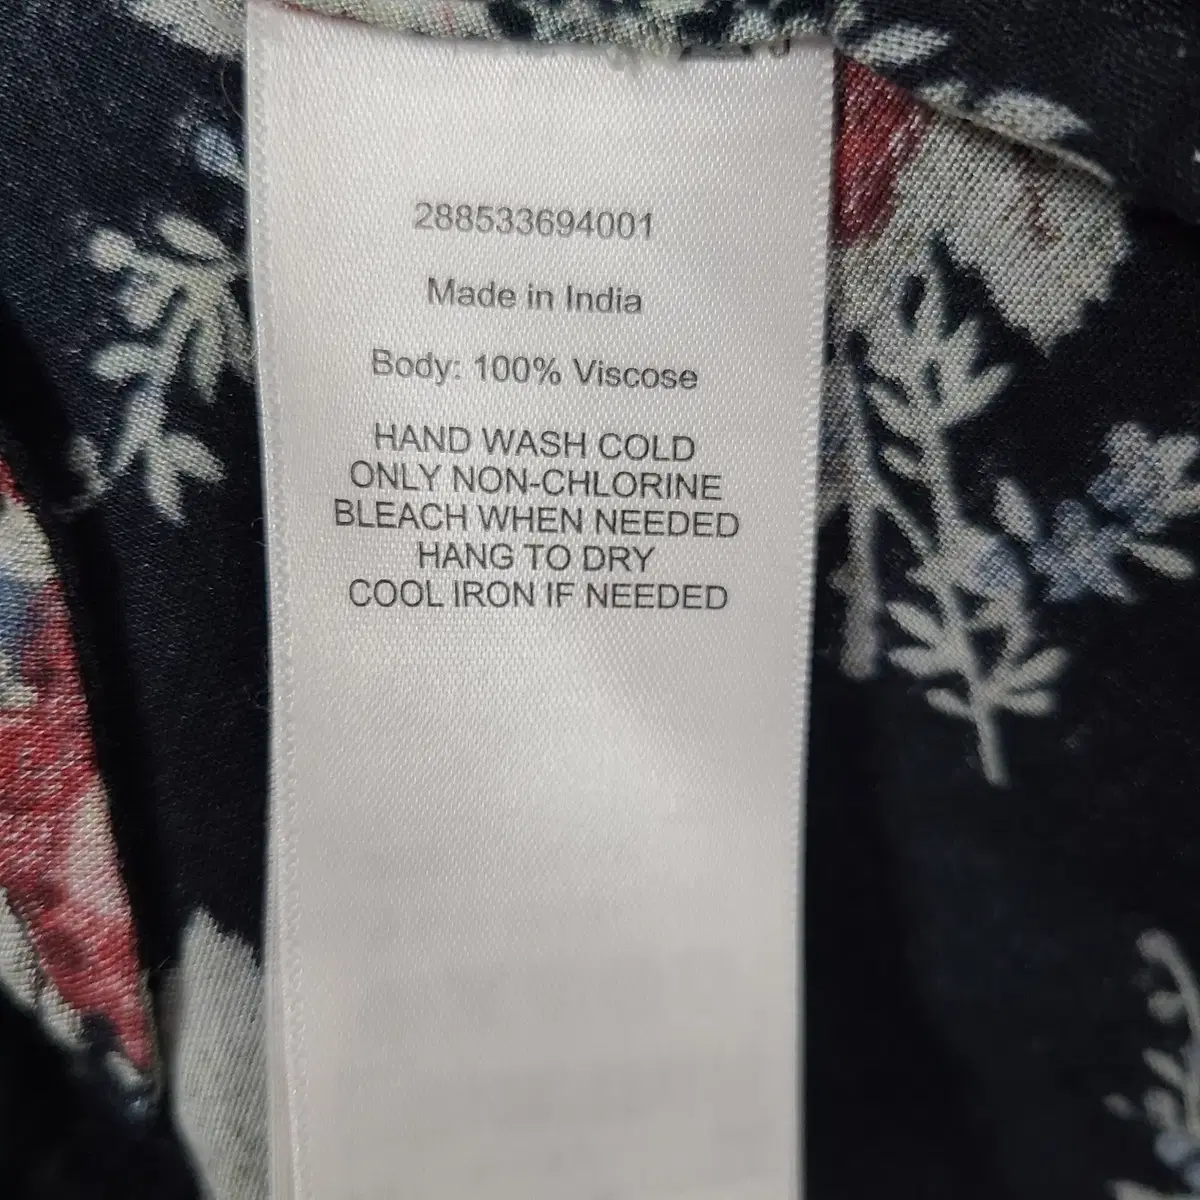 288533694001
Made in India
Body: 100% Viscose
HAND WASH COLD
ONLY NON-CHLORINE
BLEACH WHEN NEEDED
HANG TO DRY
COOL IRON IF NEEDED